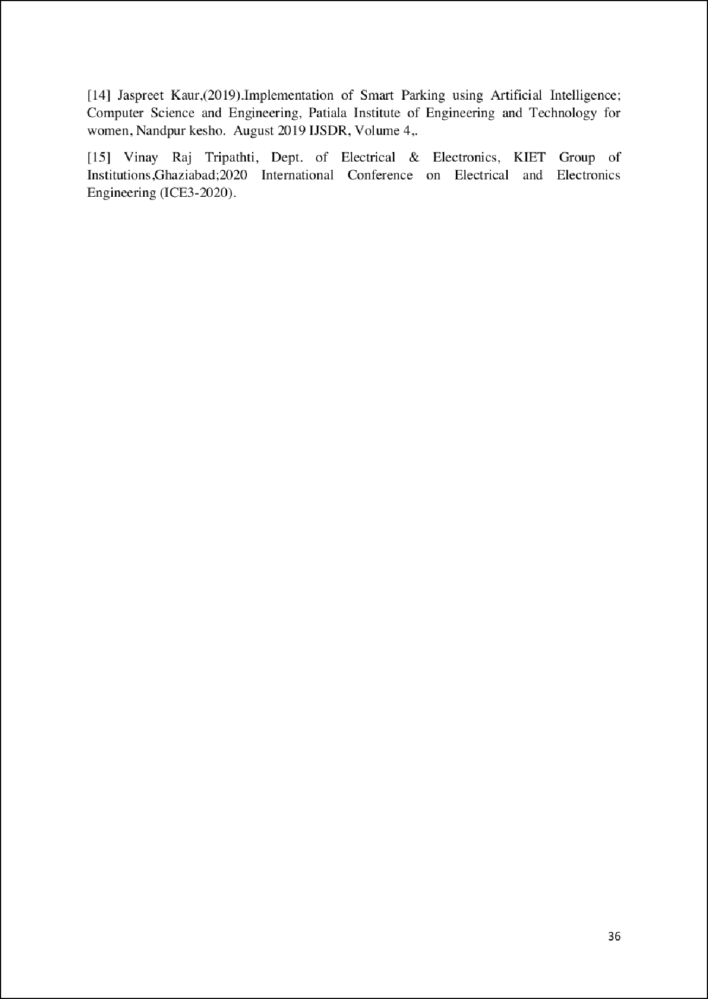 [14] Jaspreet Kaur,(2019).Implementation of Smart Parking using Artificial Intelligence;
Computer Science and Engineering, Patiala Institute of Engineering and Technology for
women, Nandpur kesho.  August 2019 IJSDR, Volume 4,.
[15] Vinay Raj Tripathti, Dept. of Electrical & Electronics, KIET Group of
Institutions,Ghaziabad;2020 International Conference on Electrical and Electronics
Engineering (ICE3-2020).
36